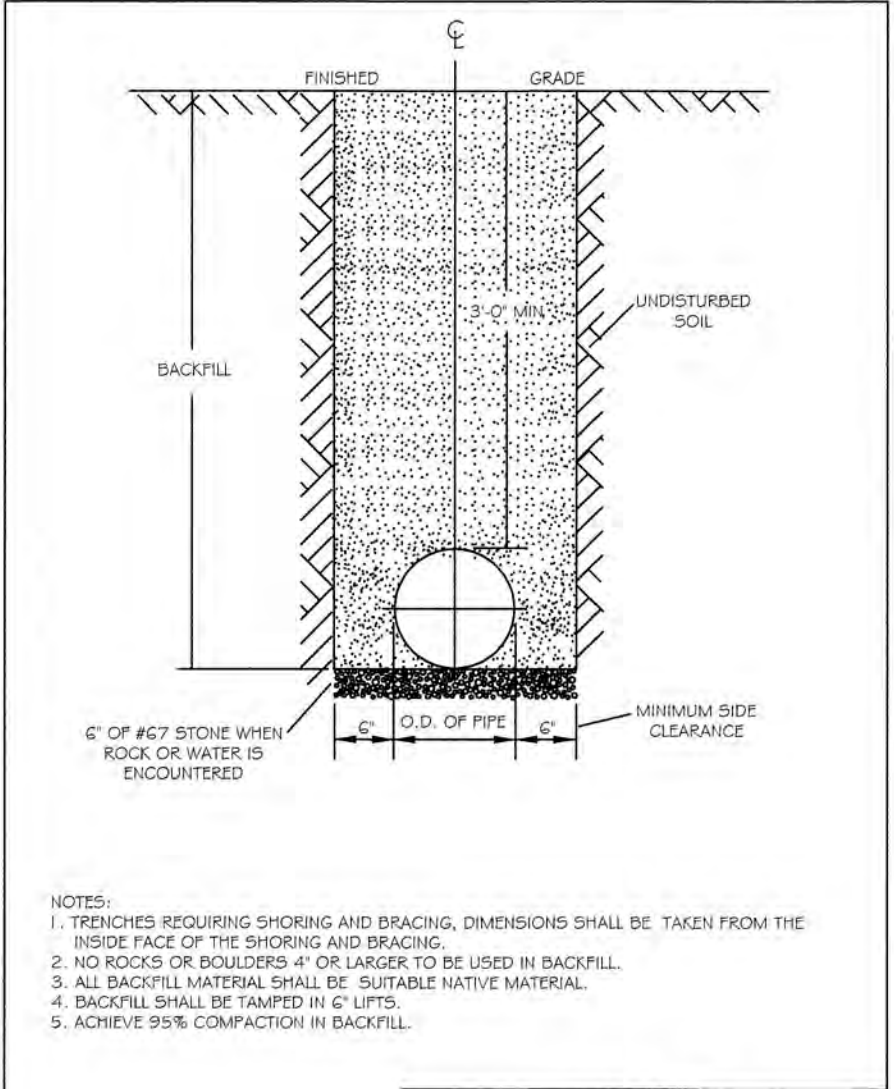 ℄
FINISHED GRADE
3'-0" MIN
UNDISTURBED
SOIL
BACKFILL
6" OF #67 STONE WHEN
ROCK OR WATER IS
ENCOUNTERED
6" O.D. OF PIPE 6"
MINIMUM SIDE
CLEARANCE
NOTES:
1. TRENCHES REQUIRING SHORING AND BRACING, DIMENSIONS SHALL BE TAKEN FROM THE
INSIDE FACE OF THE SHORING AND BRACING.
2. NO ROCKS OR BOULDERS 4" OR LARGER TO BE USED IN BACKFILL.
3. ALL BACKFILL MATERIAL SHALL BE SUITABLE NATIVE MATERIAL.
4. BACKFILL SHALL BE TAMPED IN 6" LIFTS.
5. ACHIEVE 95% COMPACTION IN BACKFILL.